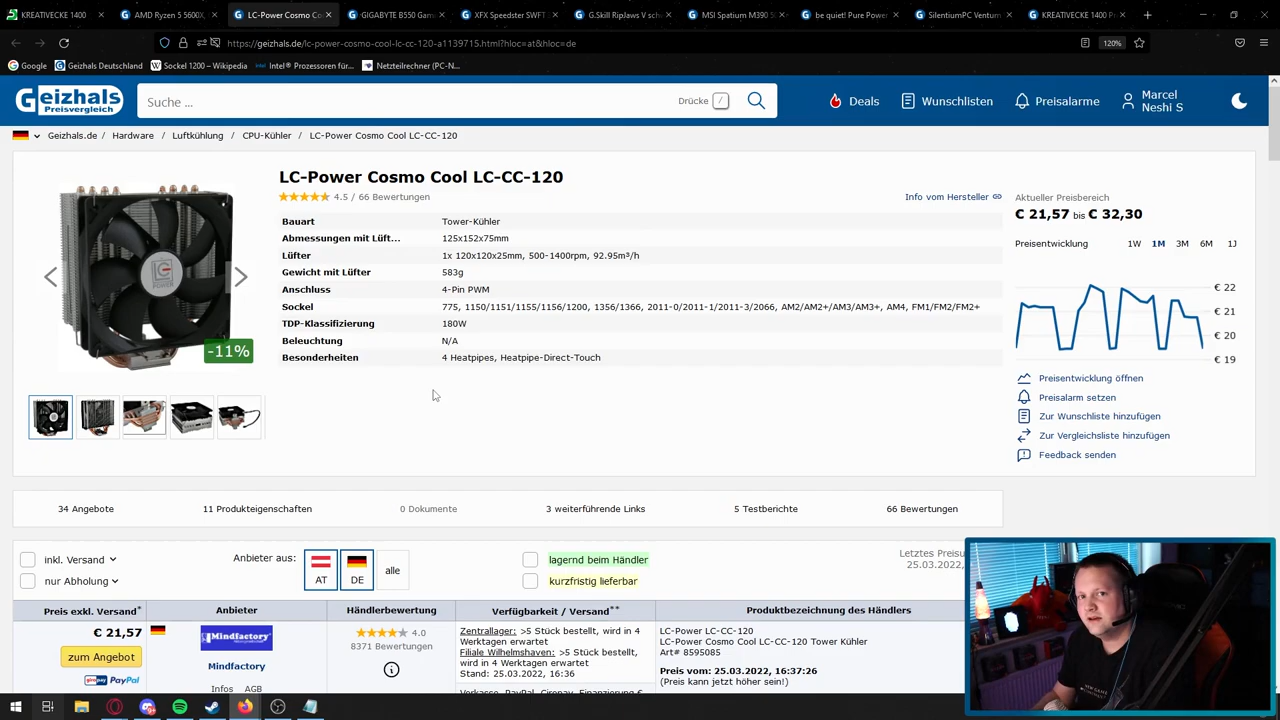 KREATIVECKE 1400
AMD Ryzen 5 5600X,
LC-Power Cosmo Co
GIGABYTE B550 Gam
XFX Speedster SWFT
G.Skill RipJaws V sch
MSI Spatium M390 50
be quiet! Pure Power
SilentiumPC Ventum
KREATIVECKE 1400 Pr
https://geizhals.de/lc-power-cosmo-cool-lc-cc-120-a1139715.html?hloc=at&hloc=de
120%
Google
Geizhals Deutschland
Sockel 1200 – Wikipedia
Intel® Prozessoren für...
Netzteilrechner (PC-N...
Geizhals
Preisvergleich
Suche ...
Drücke /
Deals
Wunschlisten
Preisalarme
Marcel
Neshi S
Geizhals.de / Hardware / Luftkühlung / CPU-Kühler / LC-Power Cosmo Cool LC-CC-120
LC-Power Cosmo Cool LC-CC-120
4.5 / 66 Bewertungen
Info vom Hersteller
Bauart Tower-Kühler
Abmessungen mit Lüft... 125x152x75mm
Lüfter 1x 120x120x25mm, 500-1400rpm, 92.95m³/h
Gewicht mit Lüfter 583g
Anschluss 4-Pin PWM
Sockel 775, 1150/1151/1155/1156/1200, 1356/1366, 2011-0/2011-1/2011-3/2066, AM2/AM2+/AM3/AM3+, AM4, FM1/FM2/FM2+
TDP-Klassifizierung 180W
Beleuchtung N/A
Besonderheiten 4 Heatpipes, Heatpipe-Direct-Touch
-11%
Aktueller Preisbereich
€ 21,57 bis € 32,30
Preisentwicklung 1W 1M 3M 6M 1J
€ 22
€ 21
€ 20
€ 19
Preisentwicklung öffnen
Preisalarm setzen
Zur Wunschliste hinzufügen
Zur Vergleichsliste hinzufügen
Feedback senden
34 Angebote
11 Produkteigenschaften
0 Dokumente
3 weiterführende Links
5 Testberichte
66 Bewertungen
inkl. Versand
nur Abholung
Anbieter aus:
AT
DE
alle
lagernd beim Händler
kurzfristig lieferbar
Letztes Preisu
25.03.2022,
Preis exkl. Versand*
Anbieter
Händlerbewertung
Verfügbarkeit / Versand**
Produktbezeichnung des Händlers
€ 21,57
zum Angebot
giropay PayPal
Mindfactory
Mindfactory
Infos AGB
4.0
8371 Bewertungen
Zentrallager: >5 Stück bestellt, wird in 4
Werktagen erwartet
Filiale Wilhelmshaven: >5 Stück bestellt,
wird in 4 Werktagen erwartet
Stand: 25.03.2022, 16:36
Vorkasse, PayPal, Giropay, Finanzierung €
LC-Power LC-CC-120
LC-Power Cosmo Cool LC-CC-120 Tower Kühler
Art# 8595085
Preis vom: 25.03.2022, 16:37:26
(Preis kann jetzt höher sein!)